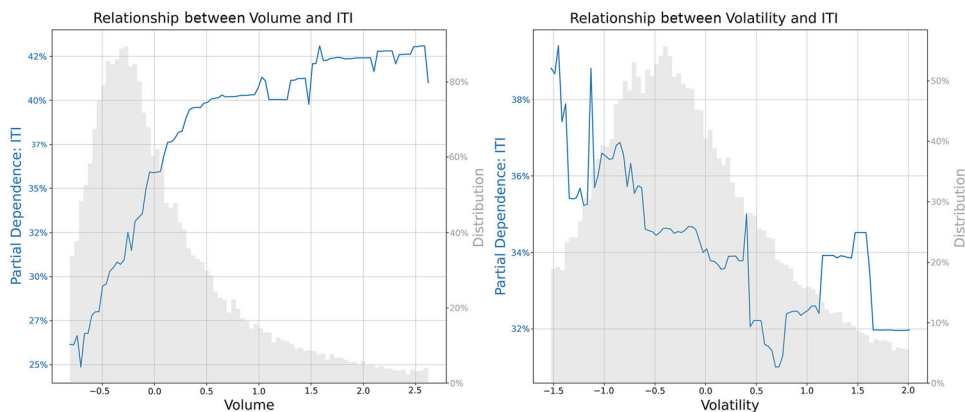 Relationship between Volume and ITI
42%
40%
37%
35%
32%
30%
27%
25%
Partial Dependence: ITI
80%
60%
40%
20%
0%
Distribution
−0.5 0.0 0.5 1.0 1.5 2.0 2.5
Volume
Relationship between Volatility and ITI
38%
36%
34%
32%
Partial Dependence: ITI
50%
40%
30%
20%
10%
0%
Distribution
−1.5 −1.0 −0.5 0.0 0.5 1.0 1.5 2.0
Volatility